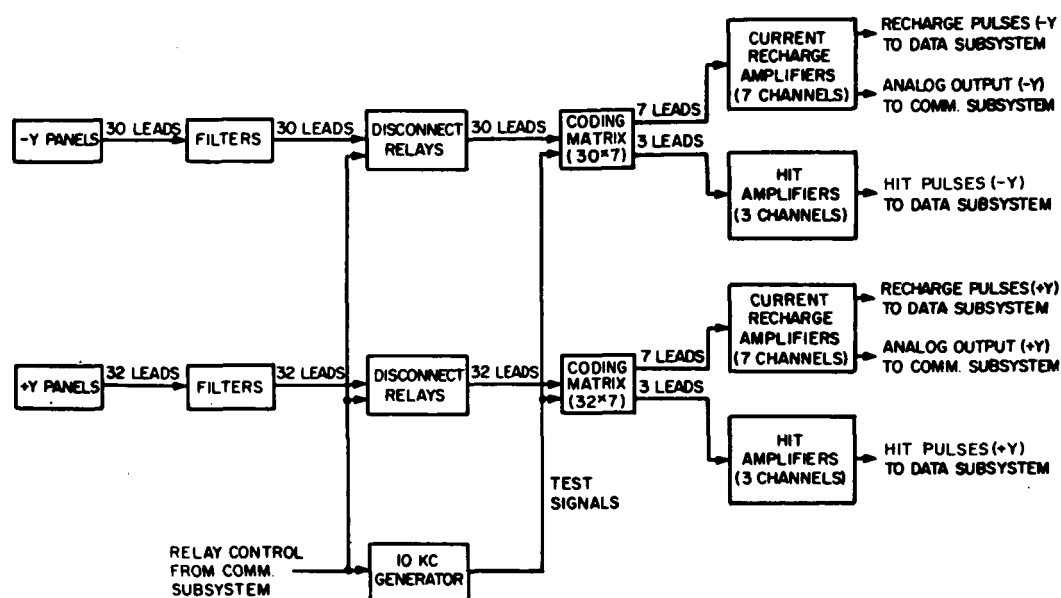 RECHARGE PULSES (-Y
TO DATA SUBSYSTEM
CURRENT
RECHARGE
AMPLIFIERS
(7 CHANNELS)
ANALOG OUTPUT (-Y)
TO COMM. SUBSYSTEM
-Y PANELS
30 LEADS
FILTERS
30 LEADS
DISCONNECT
RELAYS
30 LEADS
CODING
MATRIX
(30×7)
7 LEADS
3 LEADS
HIT
AMPLIFIERS
(3 CHANNELS)
HIT PULSES (-Y)
TO DATA SUBSYSTEM
RECHARGE PULSES (+Y)
TO DATA SUBSYSTEM
CURRENT
RECHARGE
AMPLIFIERS
(7 CHANNELS)
ANALOG OUTPUT (+Y)
TO COMM. SUBSYSTEM
+Y PANELS
32 LEADS
FILTERS
32 LEADS
DISCONNECT
RELAYS
32 LEADS
CODING
MATRIX
(32×7)
7 LEADS
3 LEADS
HIT
AMPLIFIERS
(3 CHANNELS)
HIT PULSES (+Y)
TO DATA SUBSYSTEM
TEST
SIGNALS
RELAY CONTROL
FROM COMM.
SUBSYSTEM
10 KC
GENERATOR